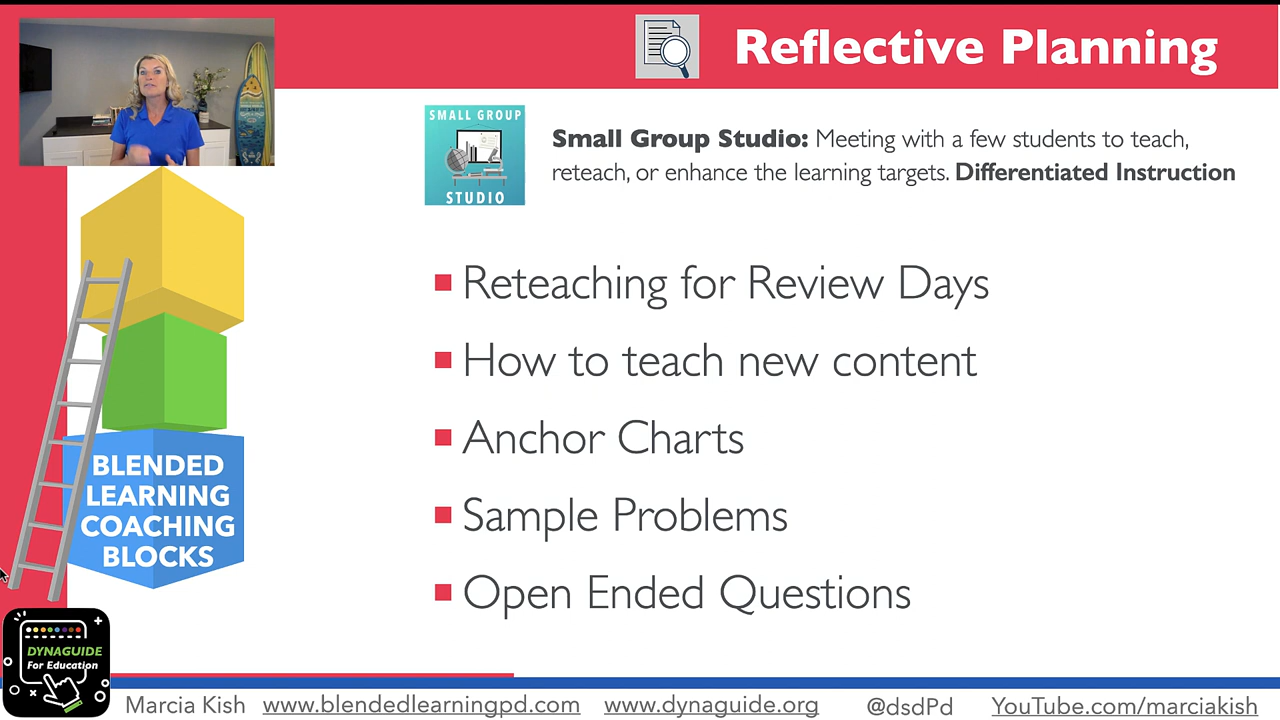 Reflective Planning
SMALL GROUP
STUDIO
Small Group Studio: Meeting with a few students to teach,
reteach, or enhance the learning targets. Differentiated Instruction
Reteaching for Review Days
How to teach new content
Anchor Charts
Sample Problems
Open Ended Questions
BLENDED
LEARNING
COACHING
BLOCKS
DYNAGUIDE
For Education
Marcia Kish www.blendedlearningpd.com www.dynaguide.org @dsdPd YouTube.com/marciakish